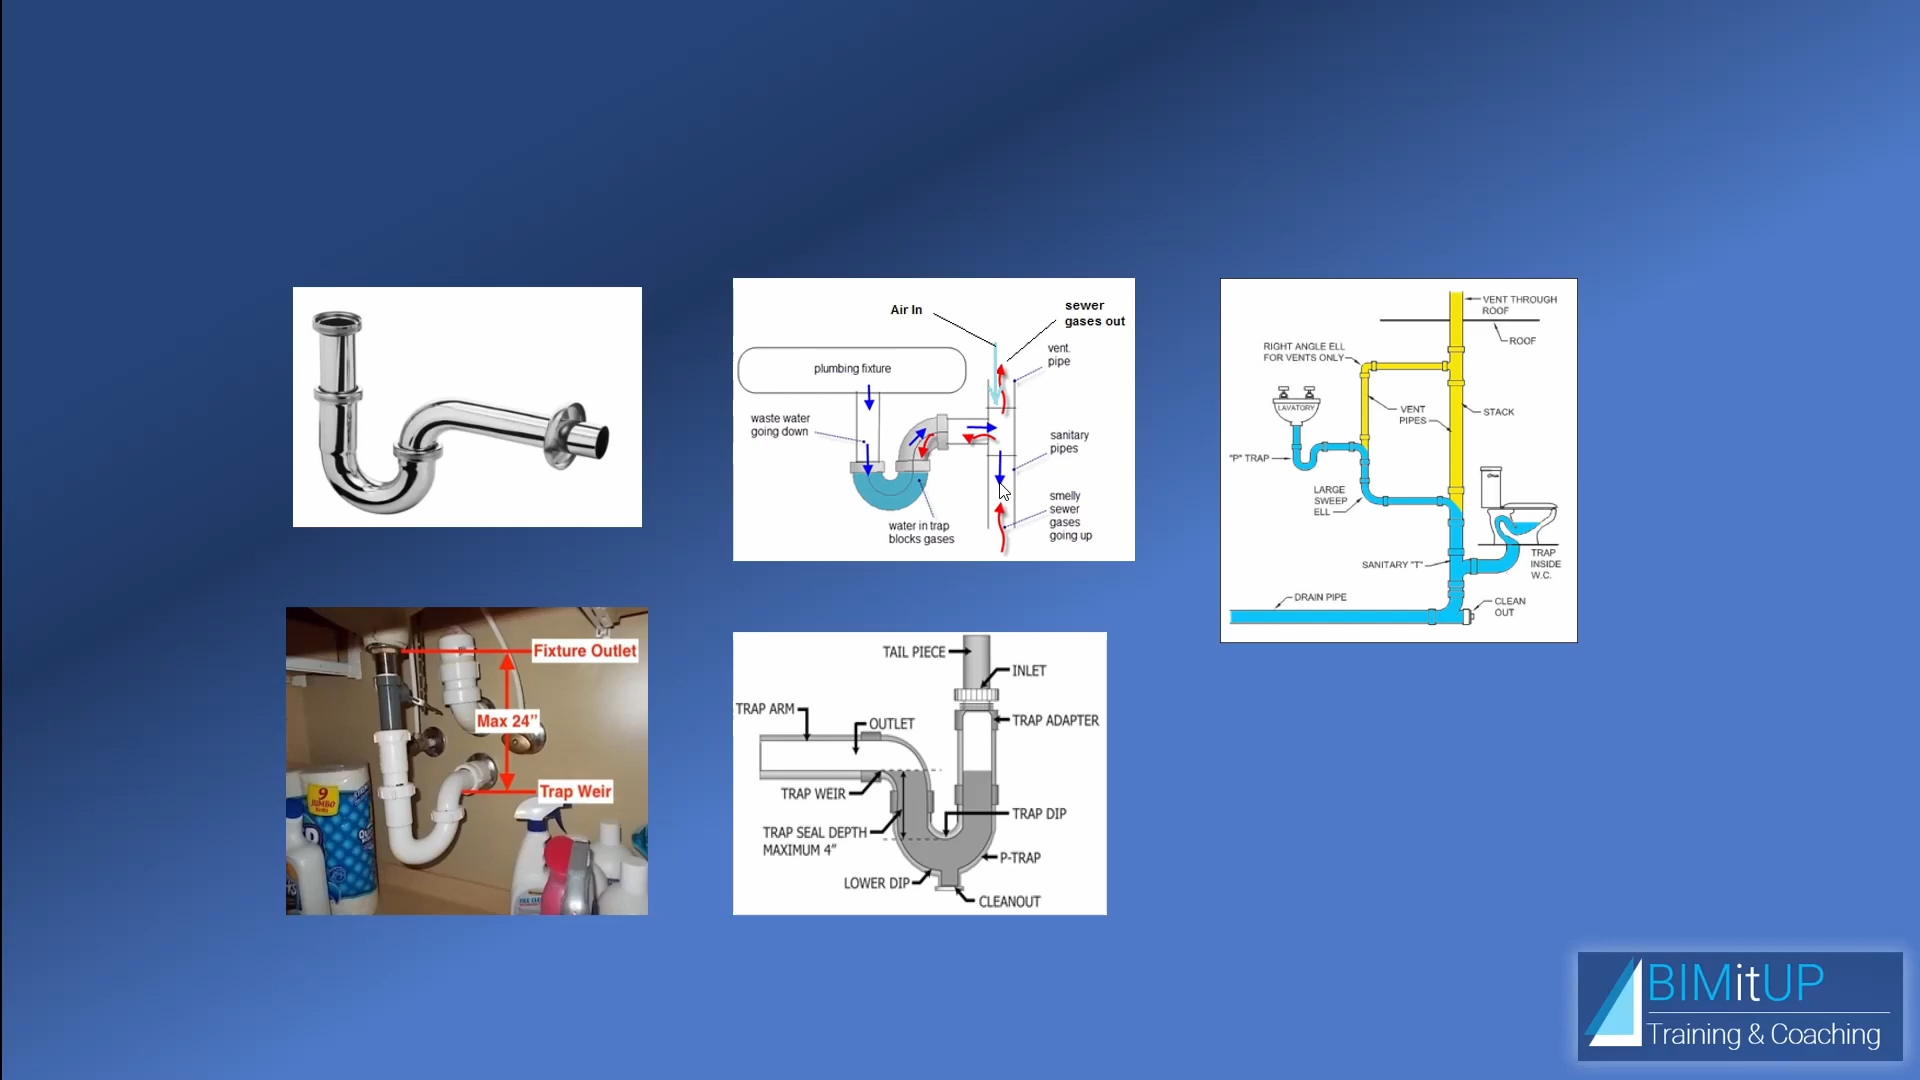 Air In
sewer
gases out
vent.
pipe
plumbing fixture
waste water
going down
sanitary
pipes
smelly
sewer
gases
going up
water in trap
blocks gases
VENT THROUGH
ROOF
ROOF
RIGHT ANGLE ELL
FOR VENTS ONLY
LAVATORY
VENT
PIPES
STACK
"P" TRAP
LARGE
SWEEP
ELL
SANITARY "T"
TRAP
INSIDE
W.C.
DRAIN PIPE
CLEAN
OUT
Fixture Outlet
Max 24”
Trap Weir
9
JUMBO
TAIL PIECE
INLET
TRAP ARM
OUTLET
TRAP ADAPTER
TRAP WEIR
TRAP DIP
TRAP SEAL DEPTH
MAXIMUM 4"
P-TRAP
LOWER DIP
CLEANOUT
BIMitUP
Training & Coaching